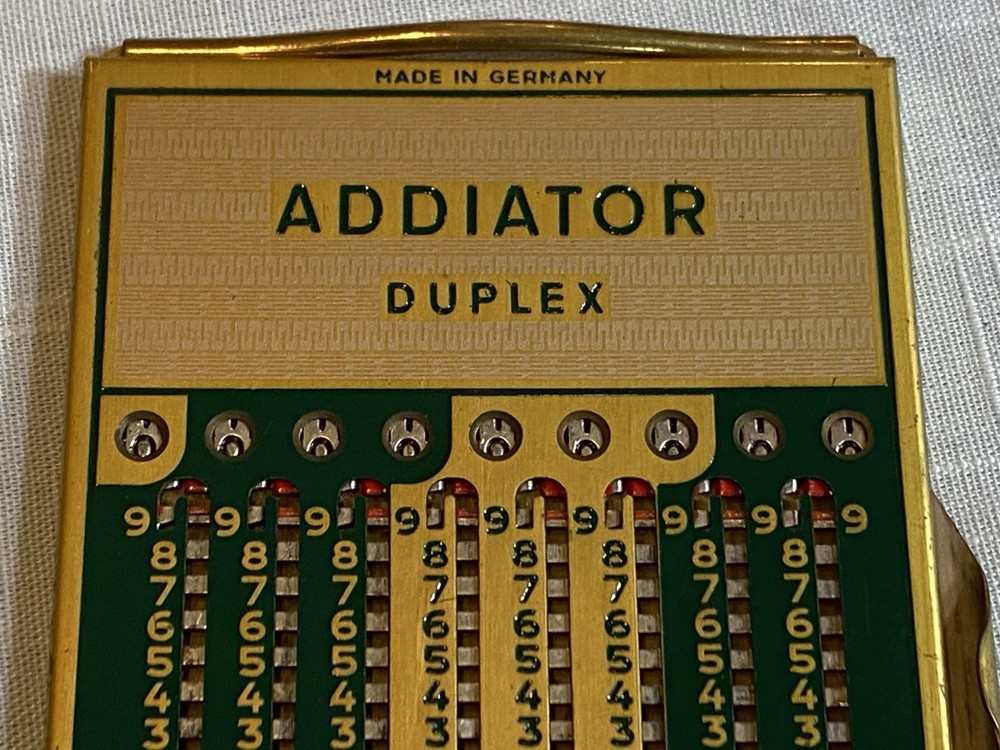 MADE IN GERMANY
ADDIATOR
DUPLEX
9 9 9 9 9 9 9 9 9
8 8 8 8 8 8 8 8
7 7 7 7 7 7 7 7
6 6 6 6 6 6 6 6
5 5 5 5 5 5 5 5
4 4 4 4 4 4 4 4
3 3 3 3 3 3 3 3